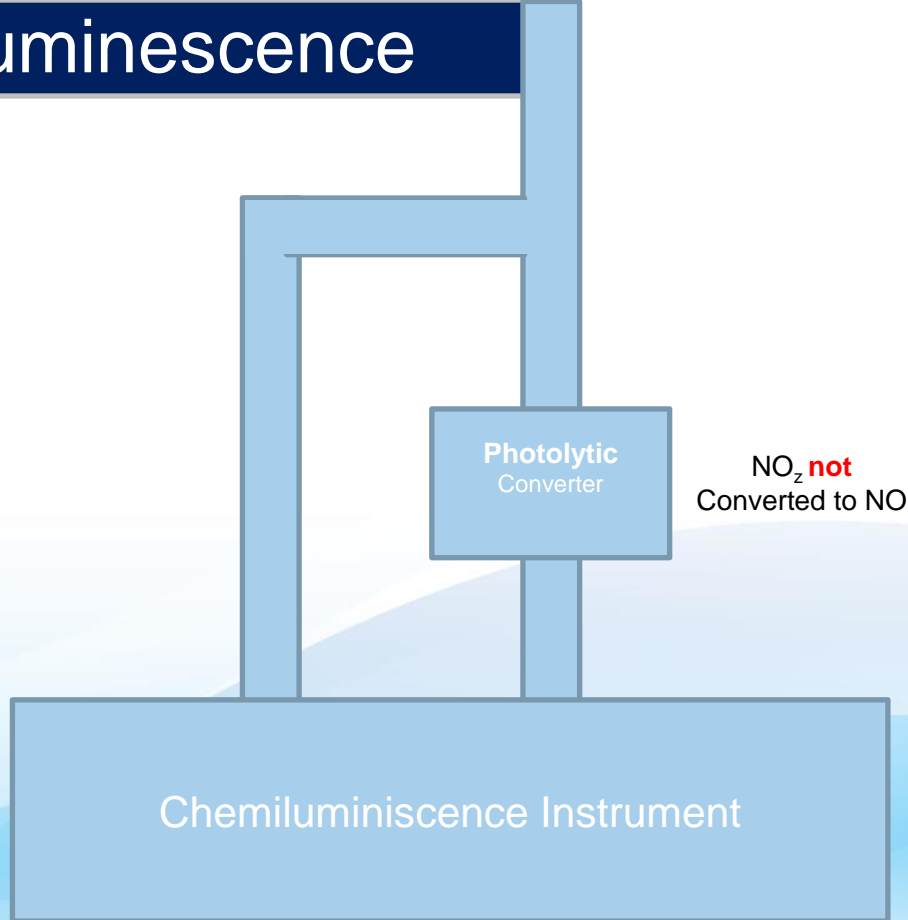 uminescence
Photolytic
Converter
NOz not
Converted to NO
Chemiluminiscence Instrument